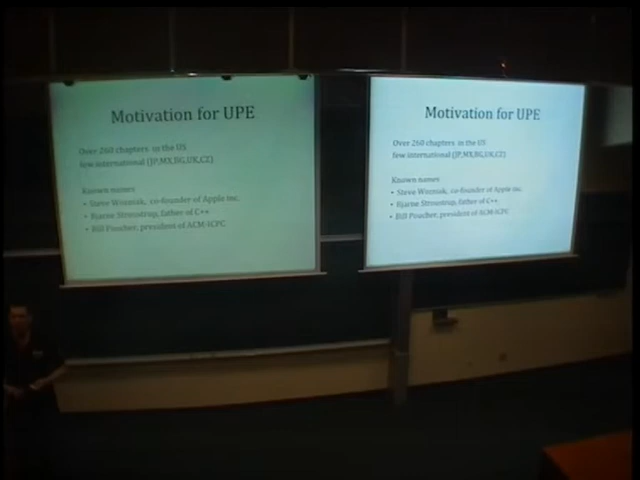 Motivation for UPE
Over 260 chapters in the US
few international (JP,MX,BG,UK,CZ)
Known names
• Steve Wozniak, co-founder of Apple inc.
• Bjarne Stroustrup, father of C++
• Bill Poucher, president of ACM-ICPC
Motivation for UPE
Over 260 chapters in the US
few international (JP,MX,BG,UK,CZ)
Known names
• Steve Wozniak, co-founder of Apple inc.
• Bjarne Stroustrup, father of C++
• Bill Poucher, president of ACM-ICPC